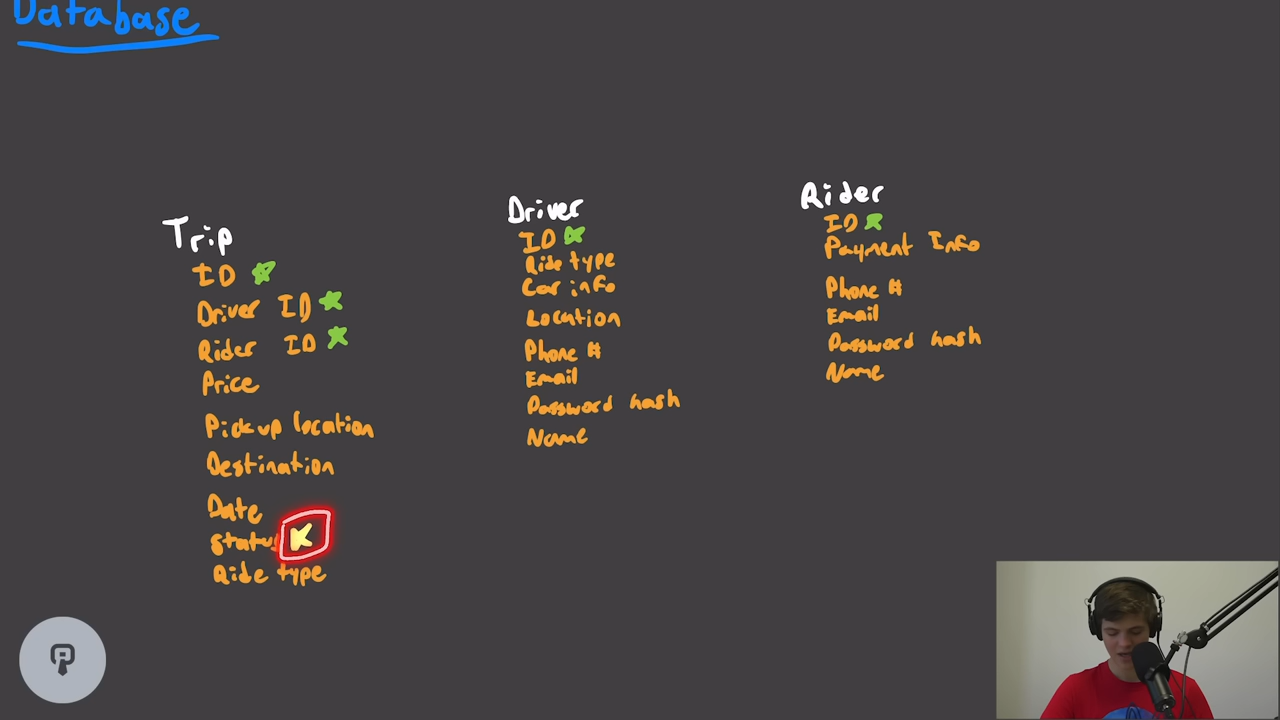 Database
Trip
ID
Driver ID
Rider ID
Price
Pickup location
Destination
Date
status
Ride type
Driver
ID
Ride type
Car info
Location
Phone #
Email
Password hash
Name
Rider
ID
Payment Info
Phone #
Email
Password hash
Name